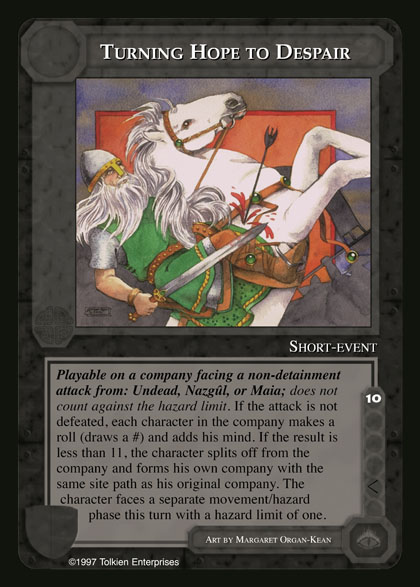 TURNING HOPE TO DESPAIR
SHORT-EVENT
Playable on a company facing a non-detainment
attack from: Undead, Nazgûl, or Maia; does not
count against the hazard limit. If the attack is not
defeated, each character in the company makes a
roll (draws a #) and adds his mind. If the result is
less than 11, the character splits off from the
company and forms his own company with the
same site path as his original company. The
character faces a separate movement/hazard
phase this turn with a hazard limit of one.
10
ART BY MARGARET ORGAN-KEAN
©1997 Tolkien Enterprises